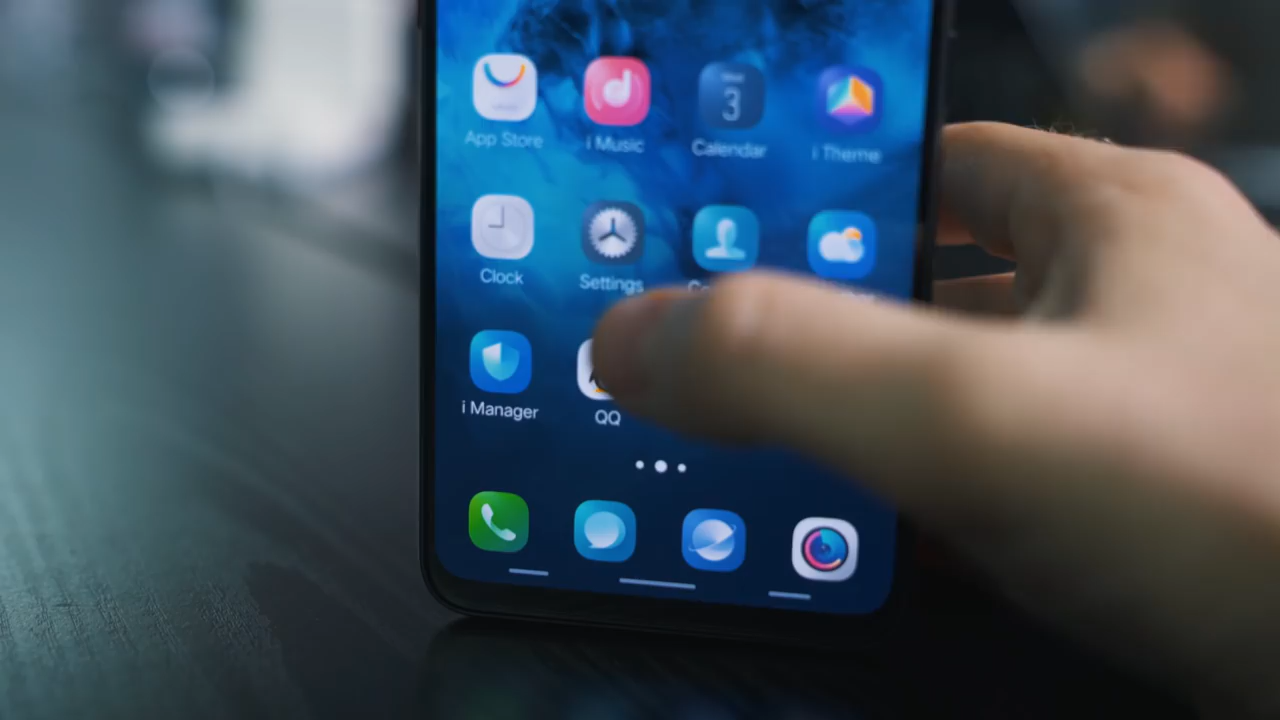 App Store
i Music
3
Calendar
i Theme
Clock
Settings
i Manager
QQ